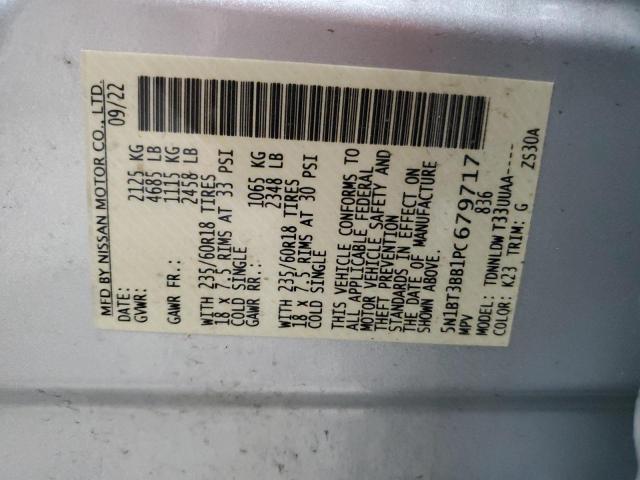 MFD BY NISSAN MOTOR CO., LTD.
DATE: 09/22
GVWR: 2125 KG
4685 LB
GAWR FR.: 1115 KG
2458 LB
WITH 235/60R18 TIRES
18 X 7.5 RIMS AT 33 PSI
COLD SINGLE
GAWR RR.: 1065 KG
2348 LB
WITH 235/60R18 TIRES
18 X 7.5 RIMS AT 30 PSI
COLD SINGLE
THIS VEHICLE CONFORMS TO
ALL APPLICABLE FEDERAL
MOTOR VEHICLE SAFETY AND
THEFT PREVENTION
STANDARDS IN EFFECT ON
THE DATE OF MANUFACTURE
SHOWN ABOVE.
5N1BT3BB1PC679717
MPV 836
MODEL: TDNNLDW T33UUAA----
COLOR: K23 TRIM: G ZS30A